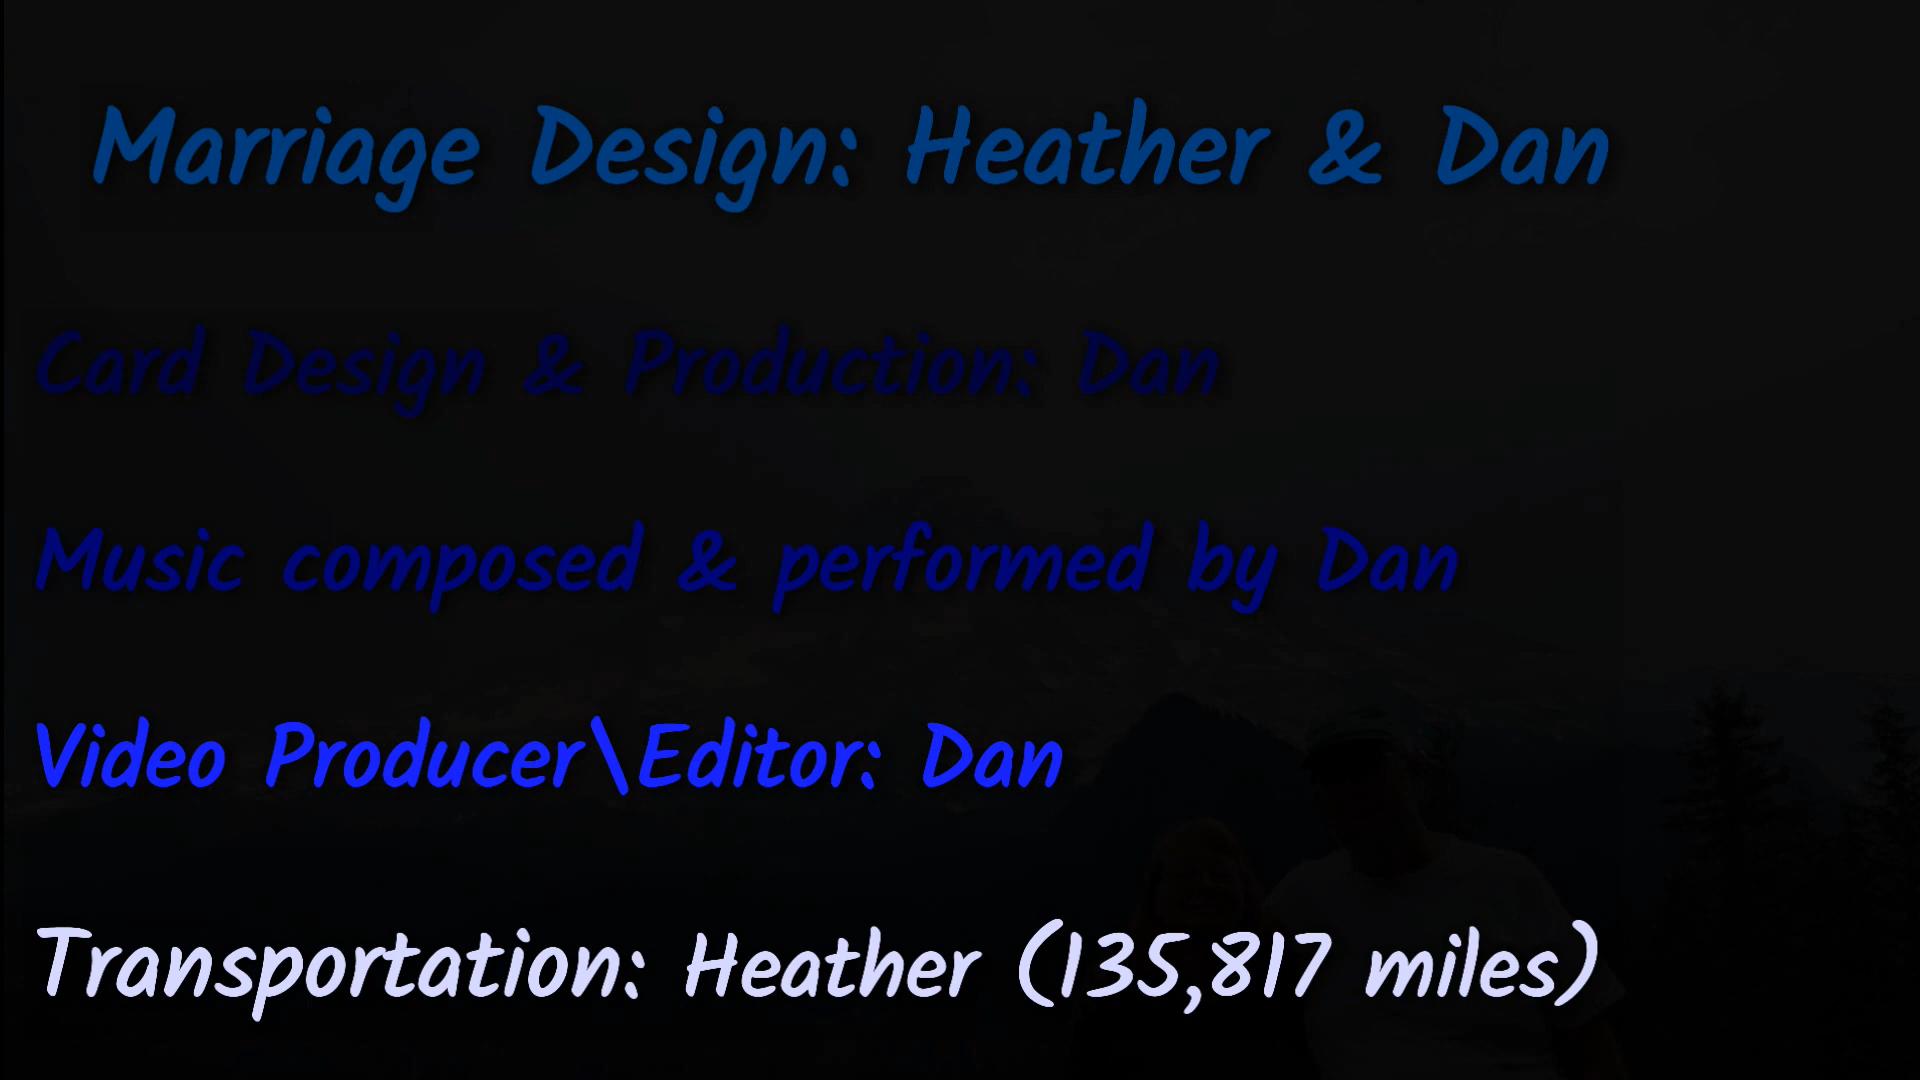 Marriage Design: Heather & Dan
Card Design & Production: Dan
Music composed & performed by Dan
Video Producer\Editor: Dan
Transportation: Heather (135,817 miles)